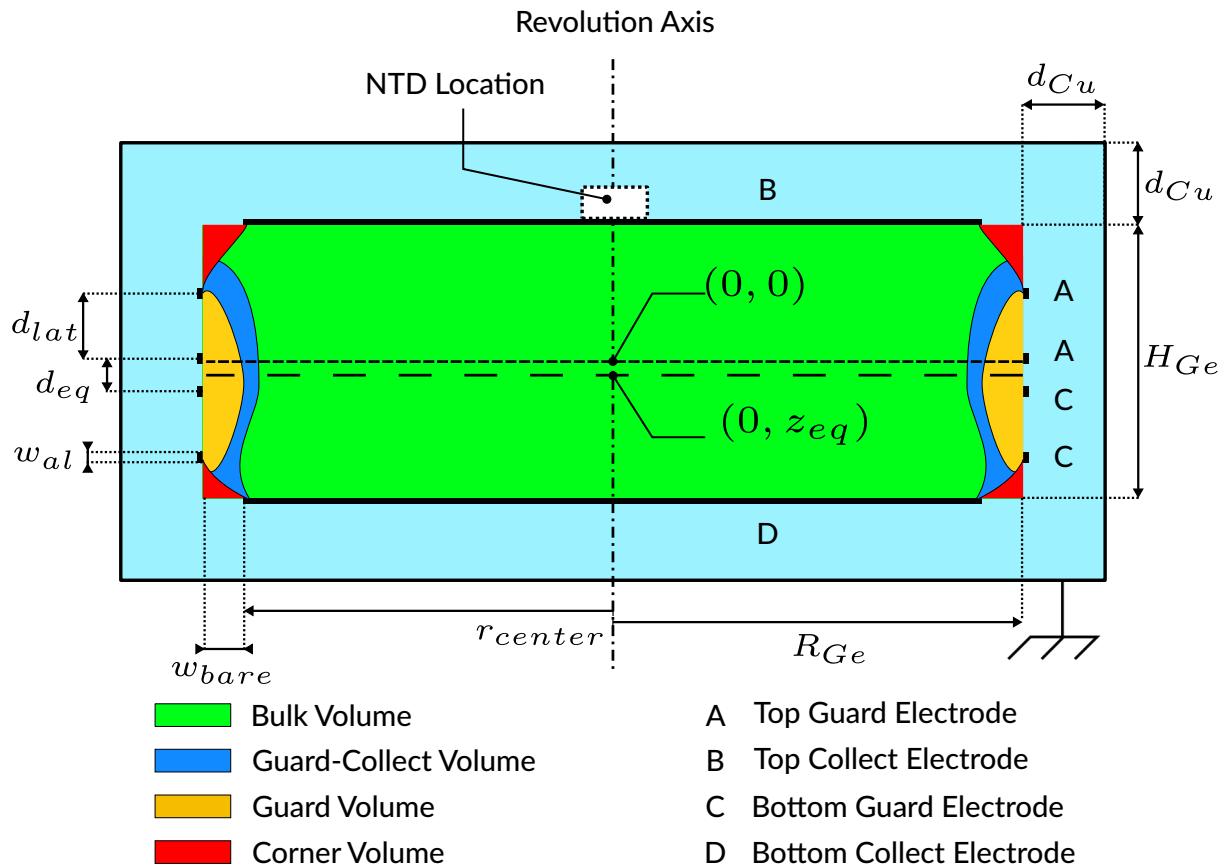 Revolution Axis
NTD Location
d_{Cu}
B
d_{Cu}
(0, 0)
A
d_{lat}
A
H_{Ge}
d_{eq}
C
(0, z_{eq})
w_{al}
C
D
r_{center}
R_{Ge}
w_{bare}
Bulk Volume
A Top Guard Electrode
Guard-Collect Volume
B Top Collect Electrode
Guard Volume
C Bottom Guard Electrode
Corner Volume
D Bottom Collect Electrode